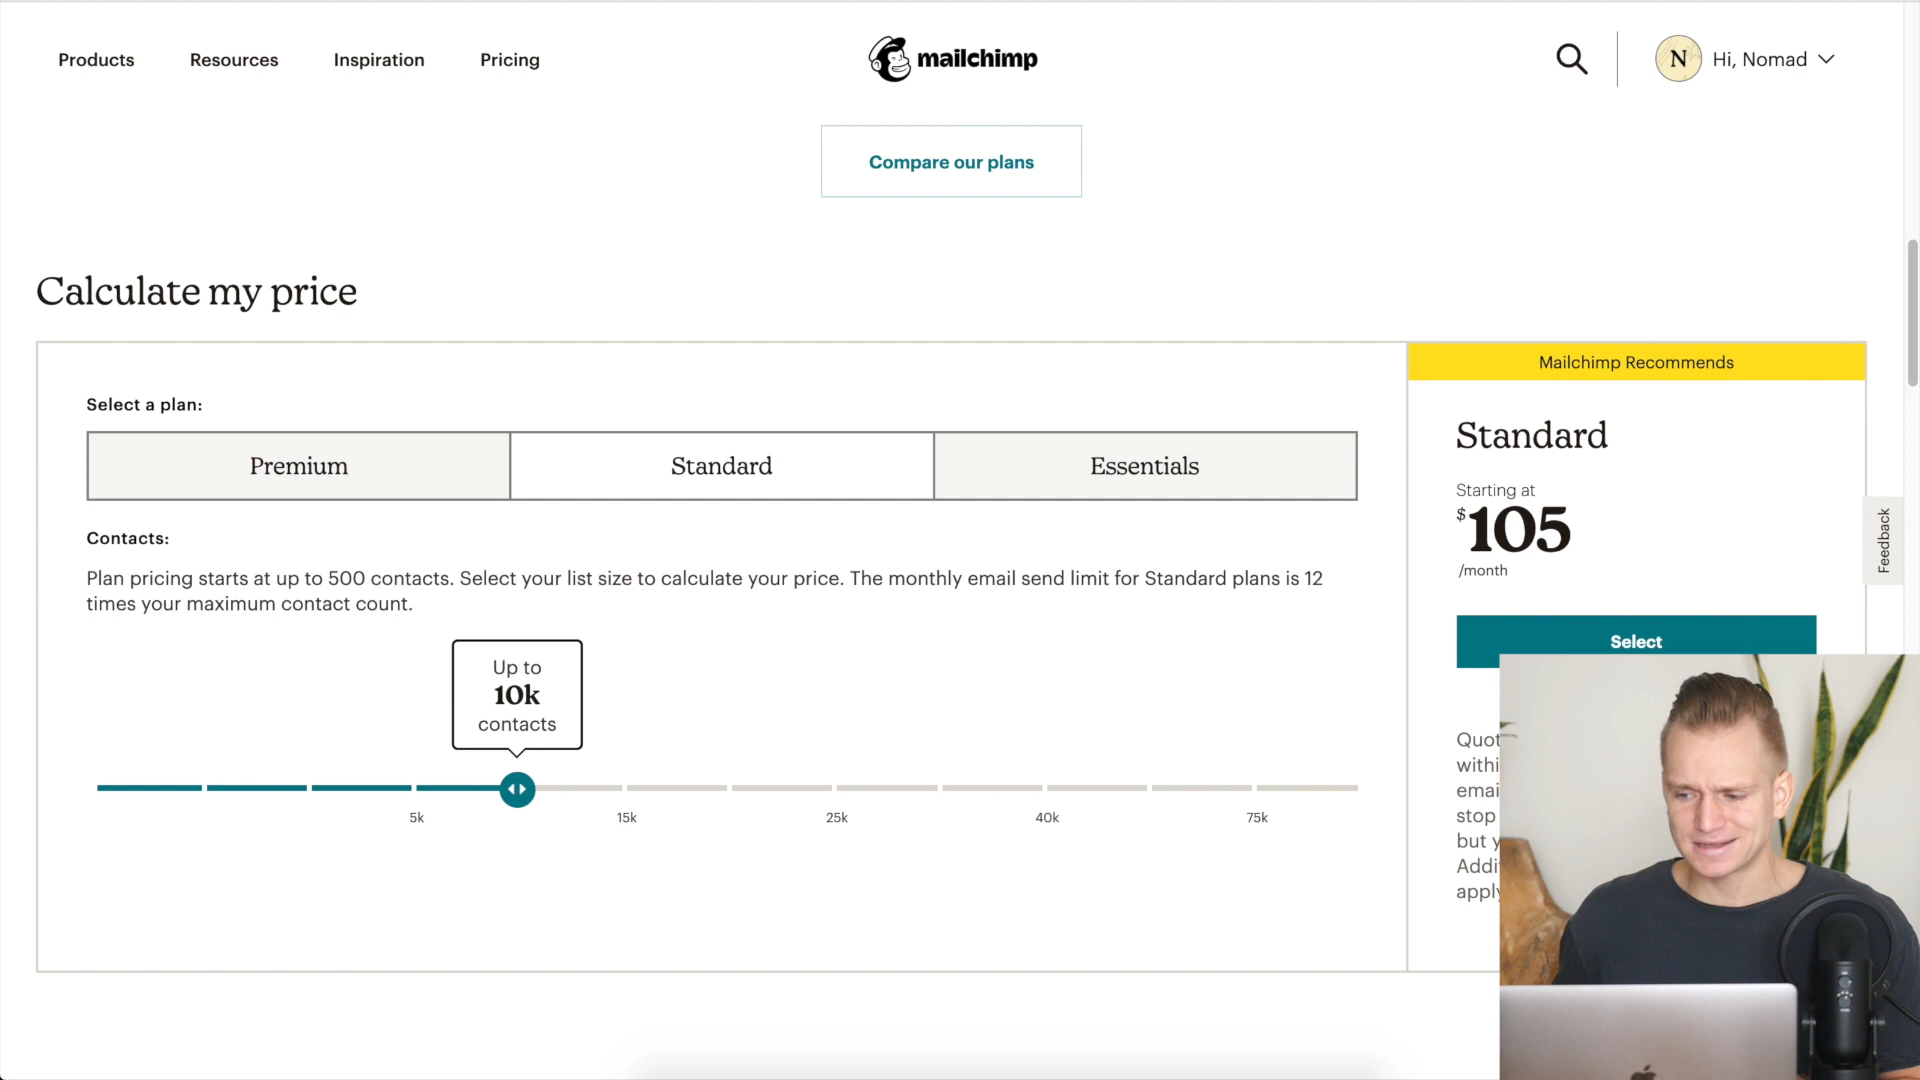 Products Resources Inspiration Pricing mailchimp N Hi, Nomad
Compare our plans
Calculate my price
Select a plan:
Premium Standard Essentials
Contacts:
Plan pricing starts at up to 500 contacts. Select your list size to calculate your price. The monthly email send limit for Standard plans is 12
times your maximum contact count.
Up to
10k
contacts
5k 15k 25k 40k 75k
Mailchimp Recommends
Standard
Starting at
$105
/month
Select
stop
but
Feedback